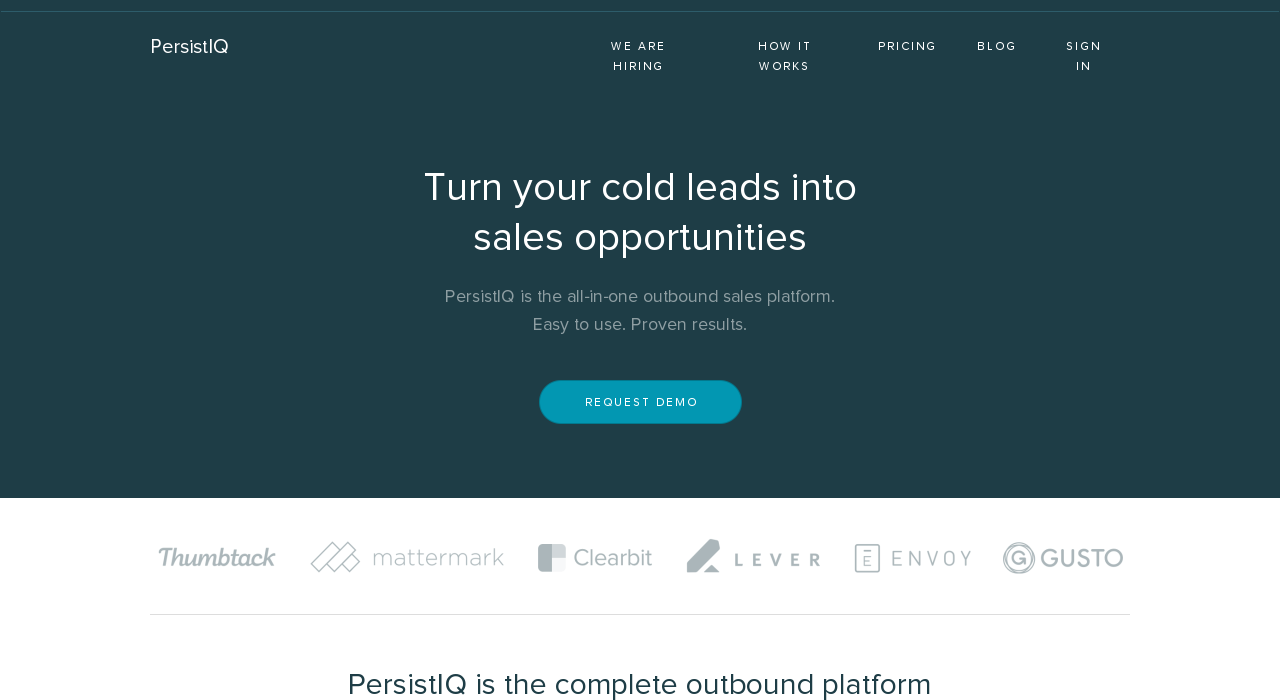 PersistIQ
WE ARE
HIRING
HOW IT
WORKS
PRICING
BLOG
SIGN
IN
Turn your cold leads into
sales opportunities
PersistIQ is the all-in-one outbound sales platform.
Easy to use. Proven results.
REQUEST DEMO
Thumbtack
mattermark
Clearbit
LEVER
E ENVOY
G GUSTO
PersistIQ is the complete outbound platform